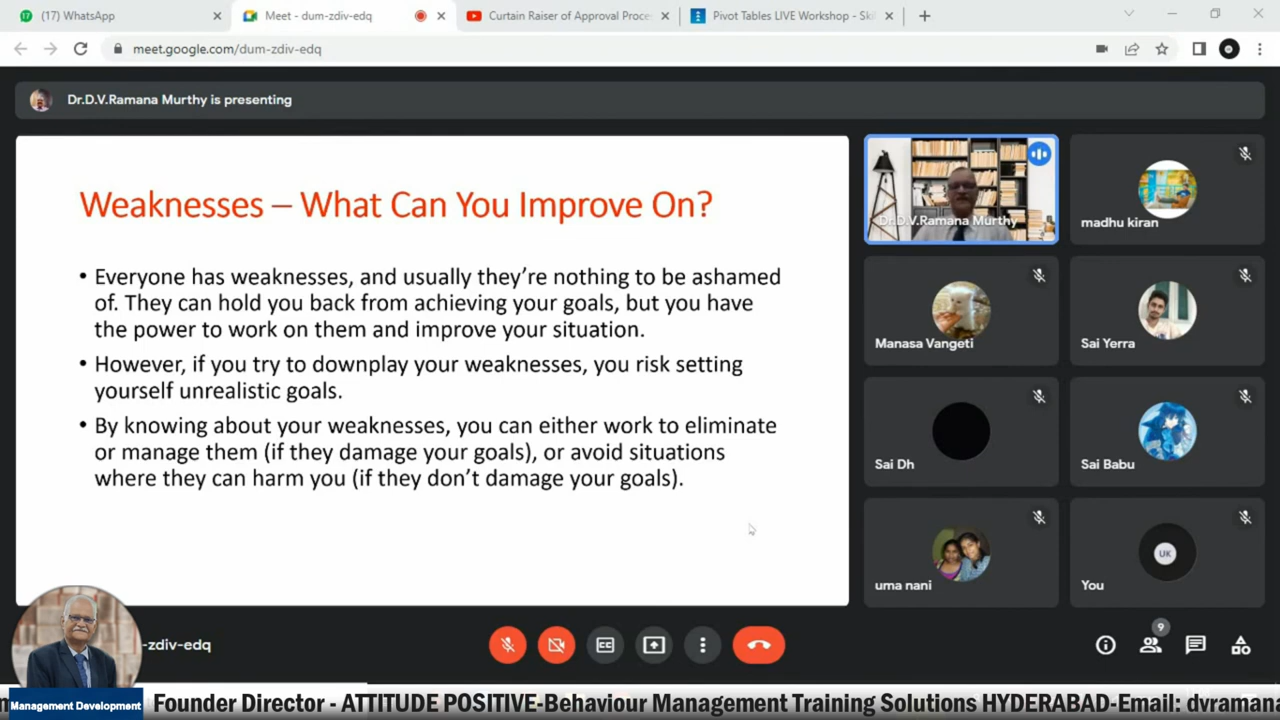 (17) WhatsApp
Meet - dum-zdiv-edq
Curtain Raiser of Approval Proce
Pivot Tables LIVE Workshop - Ski
meet.google.com/dum-zdiv-edq
Dr.D.V.Ramana Murthy is presenting
Weaknesses – What Can You Improve On?
• Everyone has weaknesses, and usually they’re nothing to be ashamed
of. They can hold you back from achieving your goals, but you have
the power to work on them and improve your situation.
• However, if you try to downplay your weaknesses, you risk setting
yourself unrealistic goals.
• By knowing about your weaknesses, you can either work to eliminate
or manage them (if they damage your goals), or avoid situations
where they can harm you (if they don’t damage your goals).
Dr.D.V.Ramana Murthy
madhu kiran
Manasa Vangeti
Sai Yerra
Sai Dh
Sai Babu
uma nani
UK
You
-zdiv-edq
CC
9
Management Development
Founder Director - ATTITUDE POSITIVE-Behaviour Management Training Solutions HYDERABAD-Email: dvramana